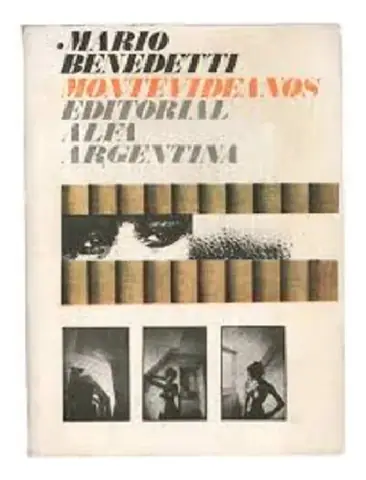 MARIO
BENEDETTI
MONTEVIDEANOS
EDITORIAL
ALFA
ARGENTINA